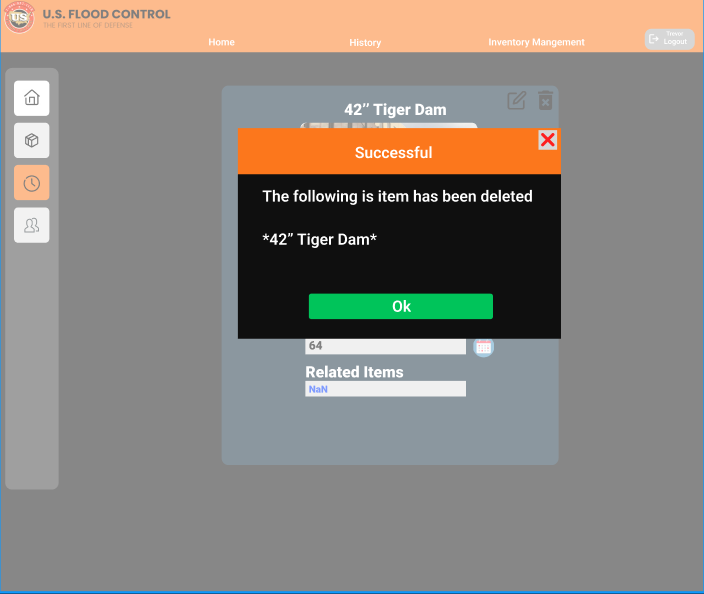 U.S. FLOOD CONTROL
THE FIRST LINE OF DEFENSE
US
Home
History
Inventory Mangement
Trevor
Logout
42’’ Tiger Dam
Successful
The following is item has been deleted
*42” Tiger Dam*
Ok
64
Related Items
NaN